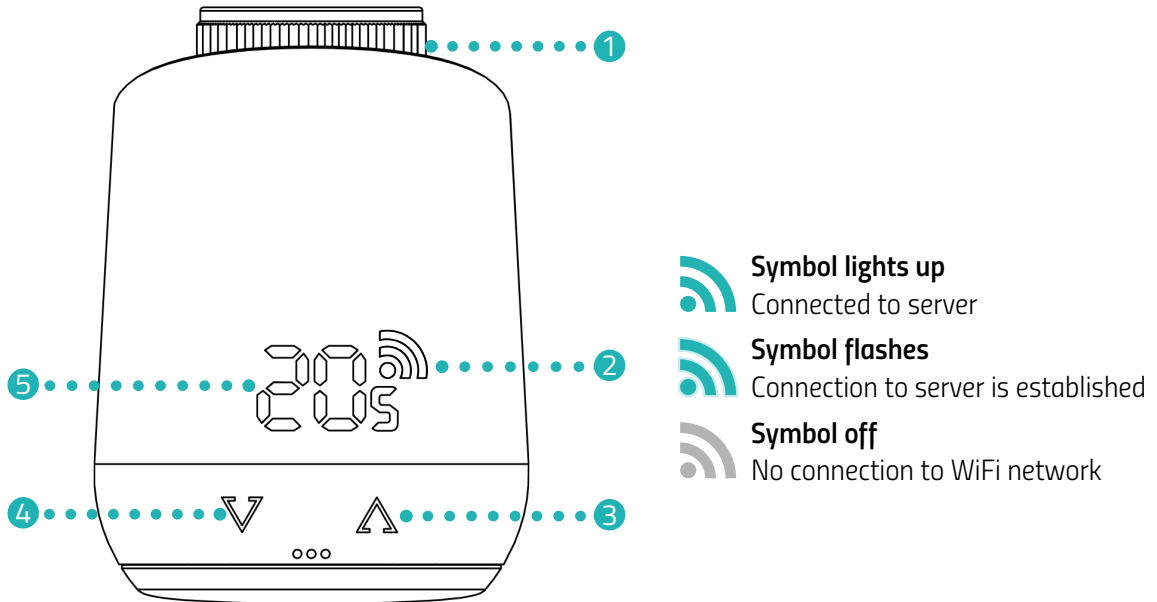 1
20
5
2
5
4
3
Symbol lights up
Connected to server
Symbol flashes
Connection to server is established
Symbol off
No connection to WiFi network